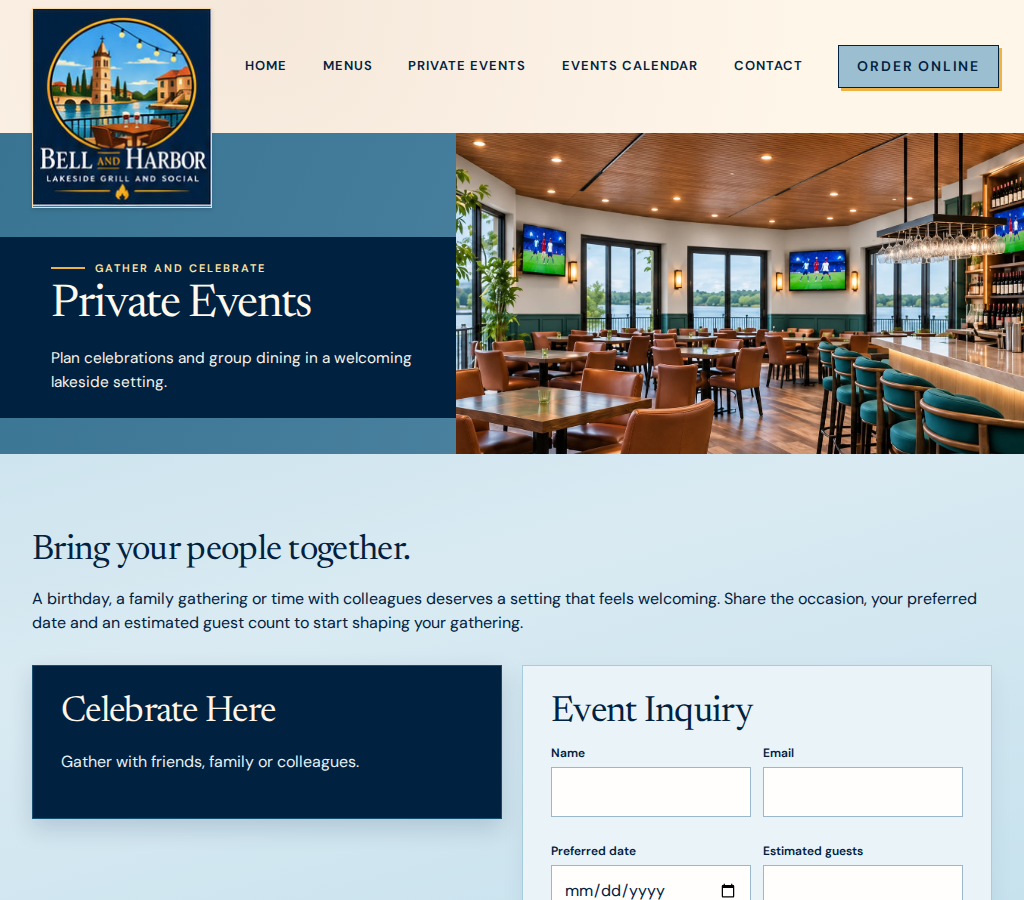 BELL AND HARBOR
LAKESIDE GRILL AND SOCIAL
HOME
MENUS
PRIVATE EVENTS
EVENTS CALENDAR
CONTACT
ORDER ONLINE
GATHER AND CELEBRATE
Private Events
Plan celebrations and group dining in a welcoming
lakeside setting.
Bring your people together.
A birthday, a family gathering or time with colleagues deserves a setting that feels welcoming. Share the occasion, your preferred
date and an estimated guest count to start shaping your gathering.
Celebrate Here
Gather with friends, family or colleagues.
Event Inquiry
Name
Email
Preferred date
Estimated guests
mm/dd/yyyy